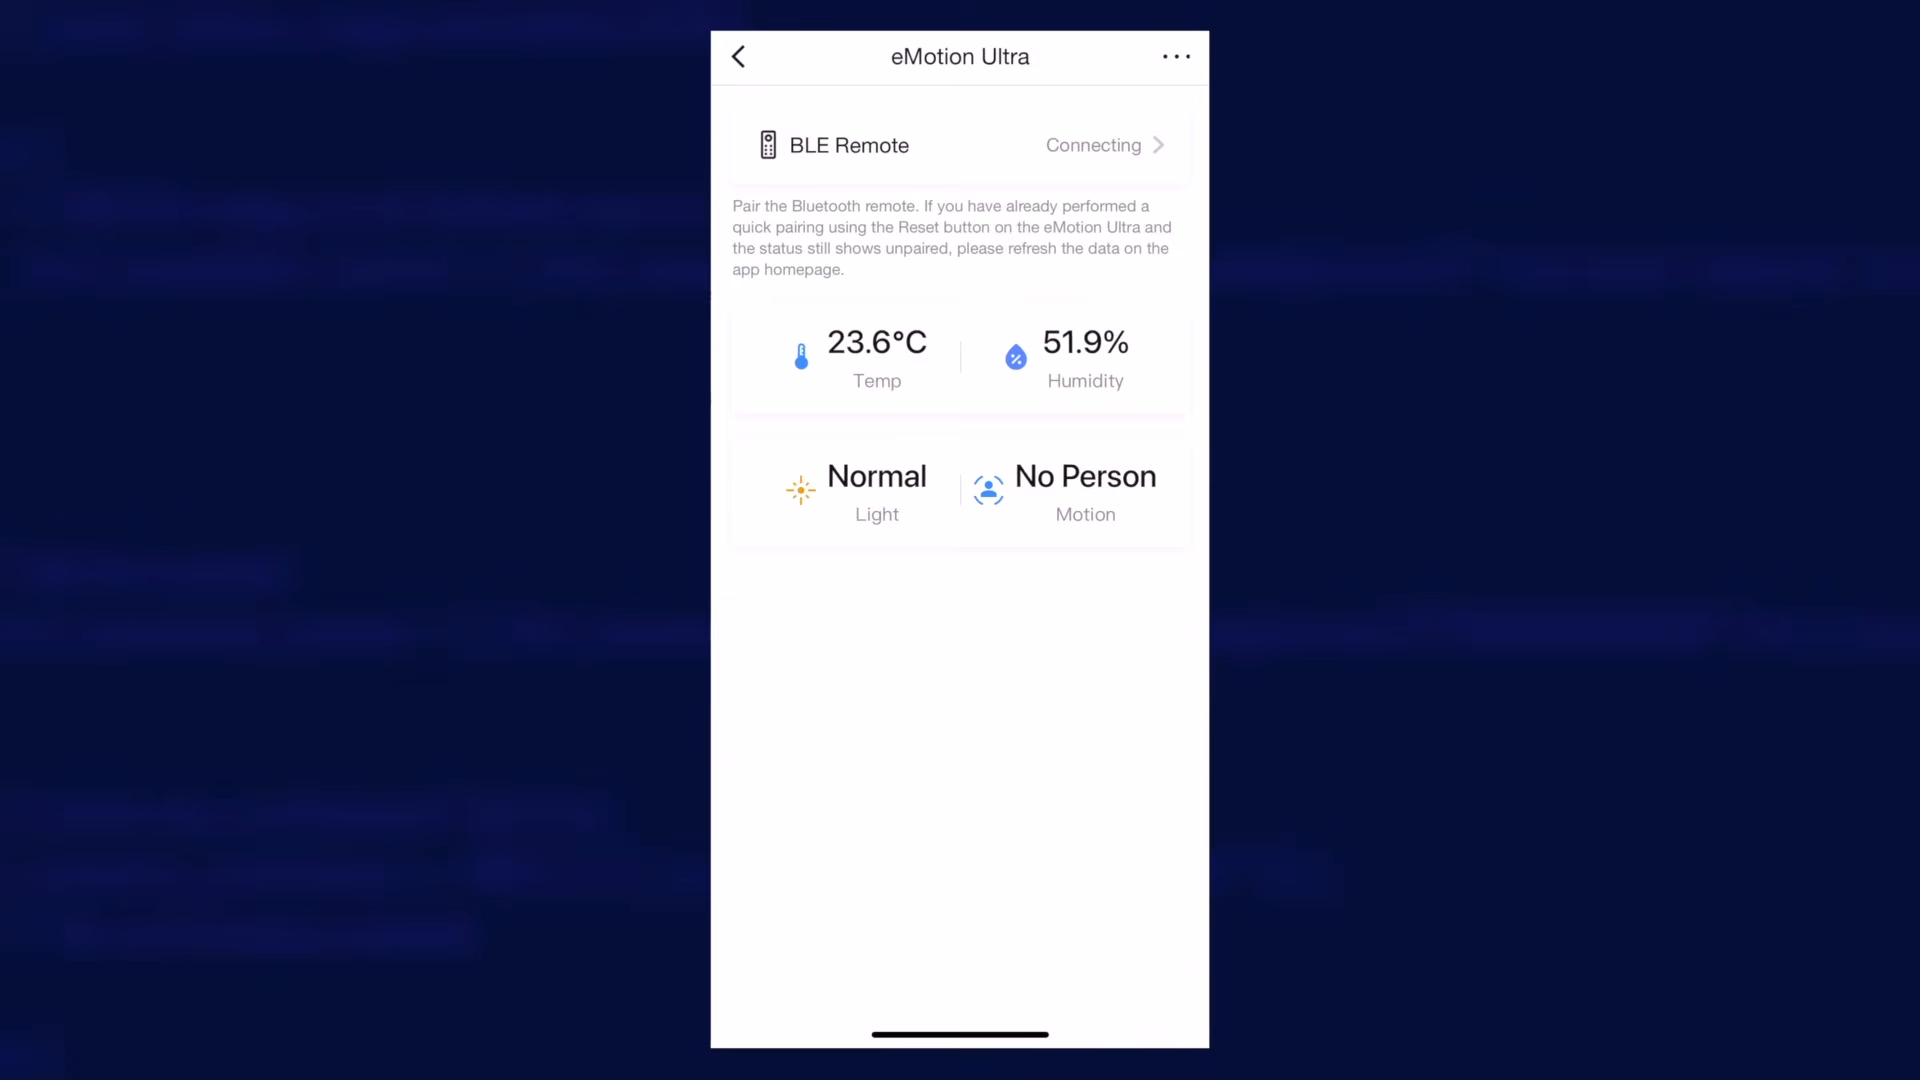 eMotion Ultra
BLE Remote
Connecting
Pair the Bluetooth remote. If you have already performed a
quick pairing using the Reset button on the eMotion Ultra and
the status still shows unpaired, please refresh the data on the
app homepage.
23.6°C
51.9%
Temp
Humidity
Normal
No Person
Light
Motion